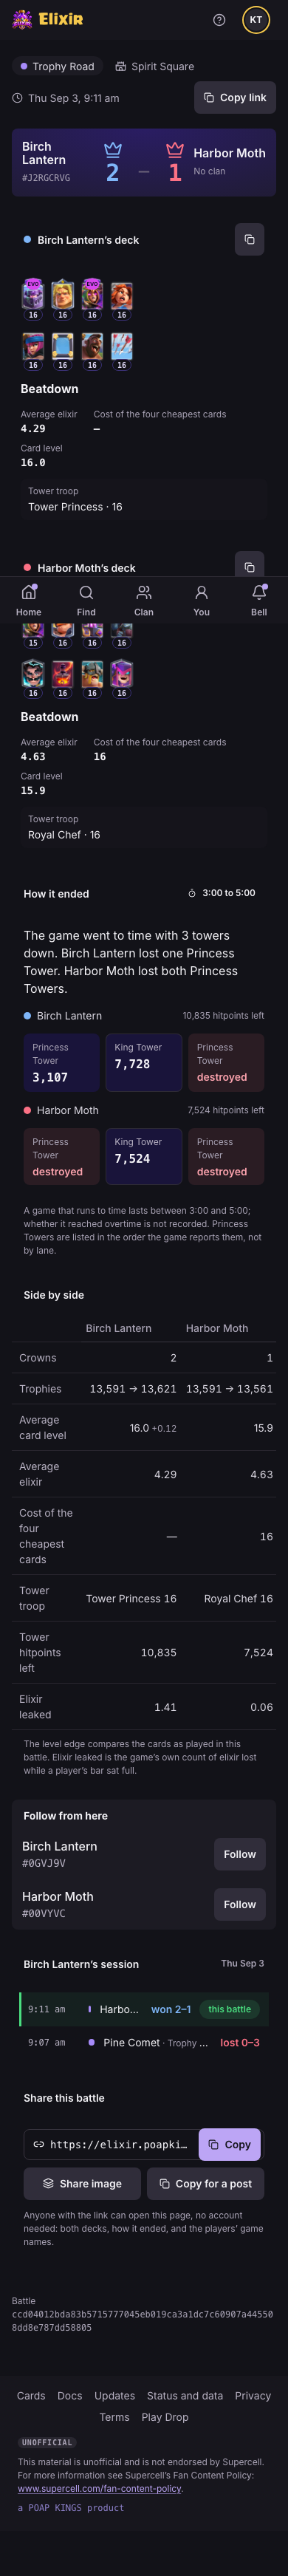 Elixir
KT
Trophy Road
Spirit Square
Thu Sep 3, 9:11 am
Copy link
Birch Lantern
#J2RGCRVG
2 – 1
Harbor Moth
No clan
Birch Lantern's deck
EVO EVO
16 16 16 16
16 16 16 16
Beatdown
Average elixir
4.29
Cost of the four cheapest cards
—
Card level
16.0
Tower troop
Tower Princess · 16
Harbor Moth's deck
Home
Find
Clan
You
Bell
15 16 16 16
16 16 16 16
Beatdown
Average elixir
4.63
Cost of the four cheapest cards
16
Card level
15.9
Tower troop
Royal Chef · 16
How it ended
3:00 to 5:00
The game went to time with 3 towers
down. Birch Lantern lost one Princess
Tower. Harbor Moth lost both Princess
Towers.
Birch Lantern
10,835 hitpoints left
Princess Tower
3,107
King Tower
7,728
Princess Tower
destroyed
Harbor Moth
7,524 hitpoints left
Princess Tower
destroyed
King Tower
7,524
Princess Tower
destroyed
A game that runs to time lasts between 3:00 and 5:00;
whether it reached overtime is not recorded. Princess
Towers are listed in the order the game reports them, not
by lane.
Side by side
Birch Lantern Harbor Moth
Crowns 2 1
Trophies 13,591 → 13,621 13,591 → 13,561
Average card level 16.0 +0.12 15.9
Average elixir 4.29 4.63
Cost of the four cheapest cards — 16
Tower troop Tower Princess 16 Royal Chef 16
Tower hitpoints left 10,835 7,524
Elixir leaked 1.41 0.06
The level edge compares the cards as played in this
battle. Elixir leaked is the game's own count of elixir lost
while a player's bar sat full.
Follow from here
Birch Lantern
#0GVJ9V
Follow
Harbor Moth
#00VYVC
Follow
Birch Lantern's session
Thu Sep 3
9:11 am Harbo... won 2–1 this battle
9:07 am Pine Comet · Trophy ... lost 0–3
Share this battle
https://elixir.poapki…
Copy
Share image
Copy for a post
Anyone with the link can open this page, no account
needed: both decks, how it ended, and the players' game
names.
Battle
ccd04012bda83b5715777045eb019ca3a1dc7c60907a44550
8dd8e787dd58805
Cards Docs Updates Status and data Privacy
Terms Play Drop
UNOFFICIAL
This material is unofficial and is not endorsed by Supercell.
For more information see Supercell's Fan Content Policy:
www.supercell.com/fan-content-policy.
a POAP KINGS product